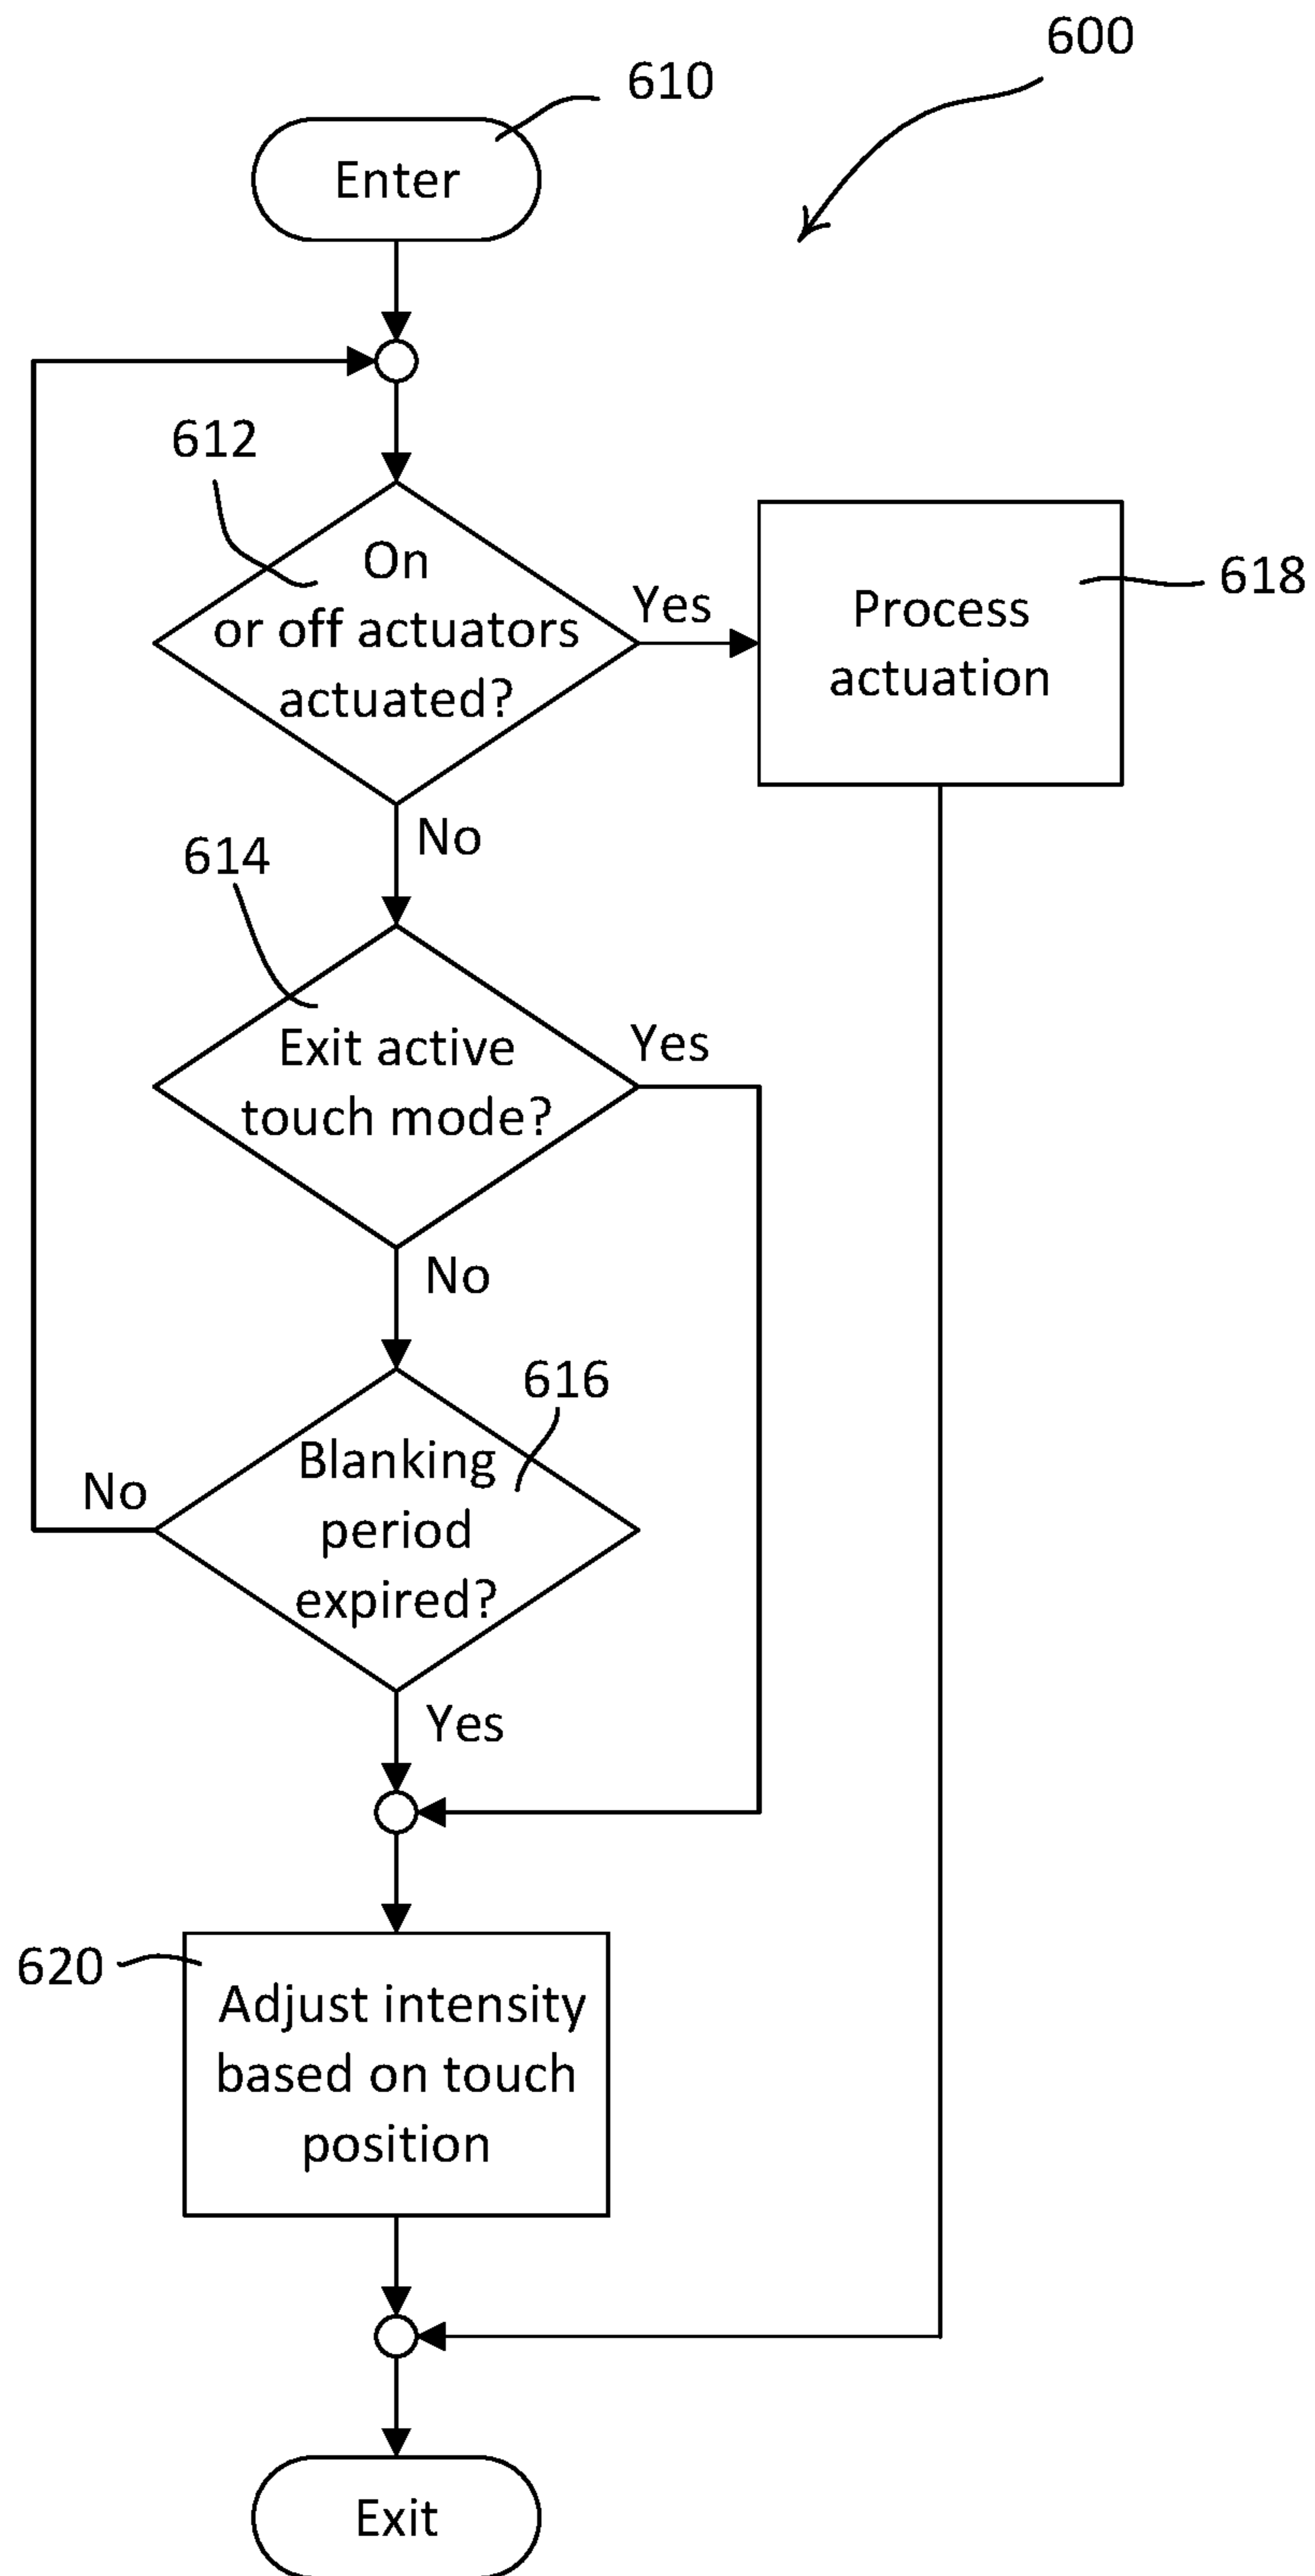 600
610
Enter
612
On
or off actuators
actuated?
Yes
Process
actuation
618
No
614
Exit active
touch mode?
Yes
No
616
Blanking
period
expired?
No
Yes
620
Adjust intensity
based on touch
position
Exit